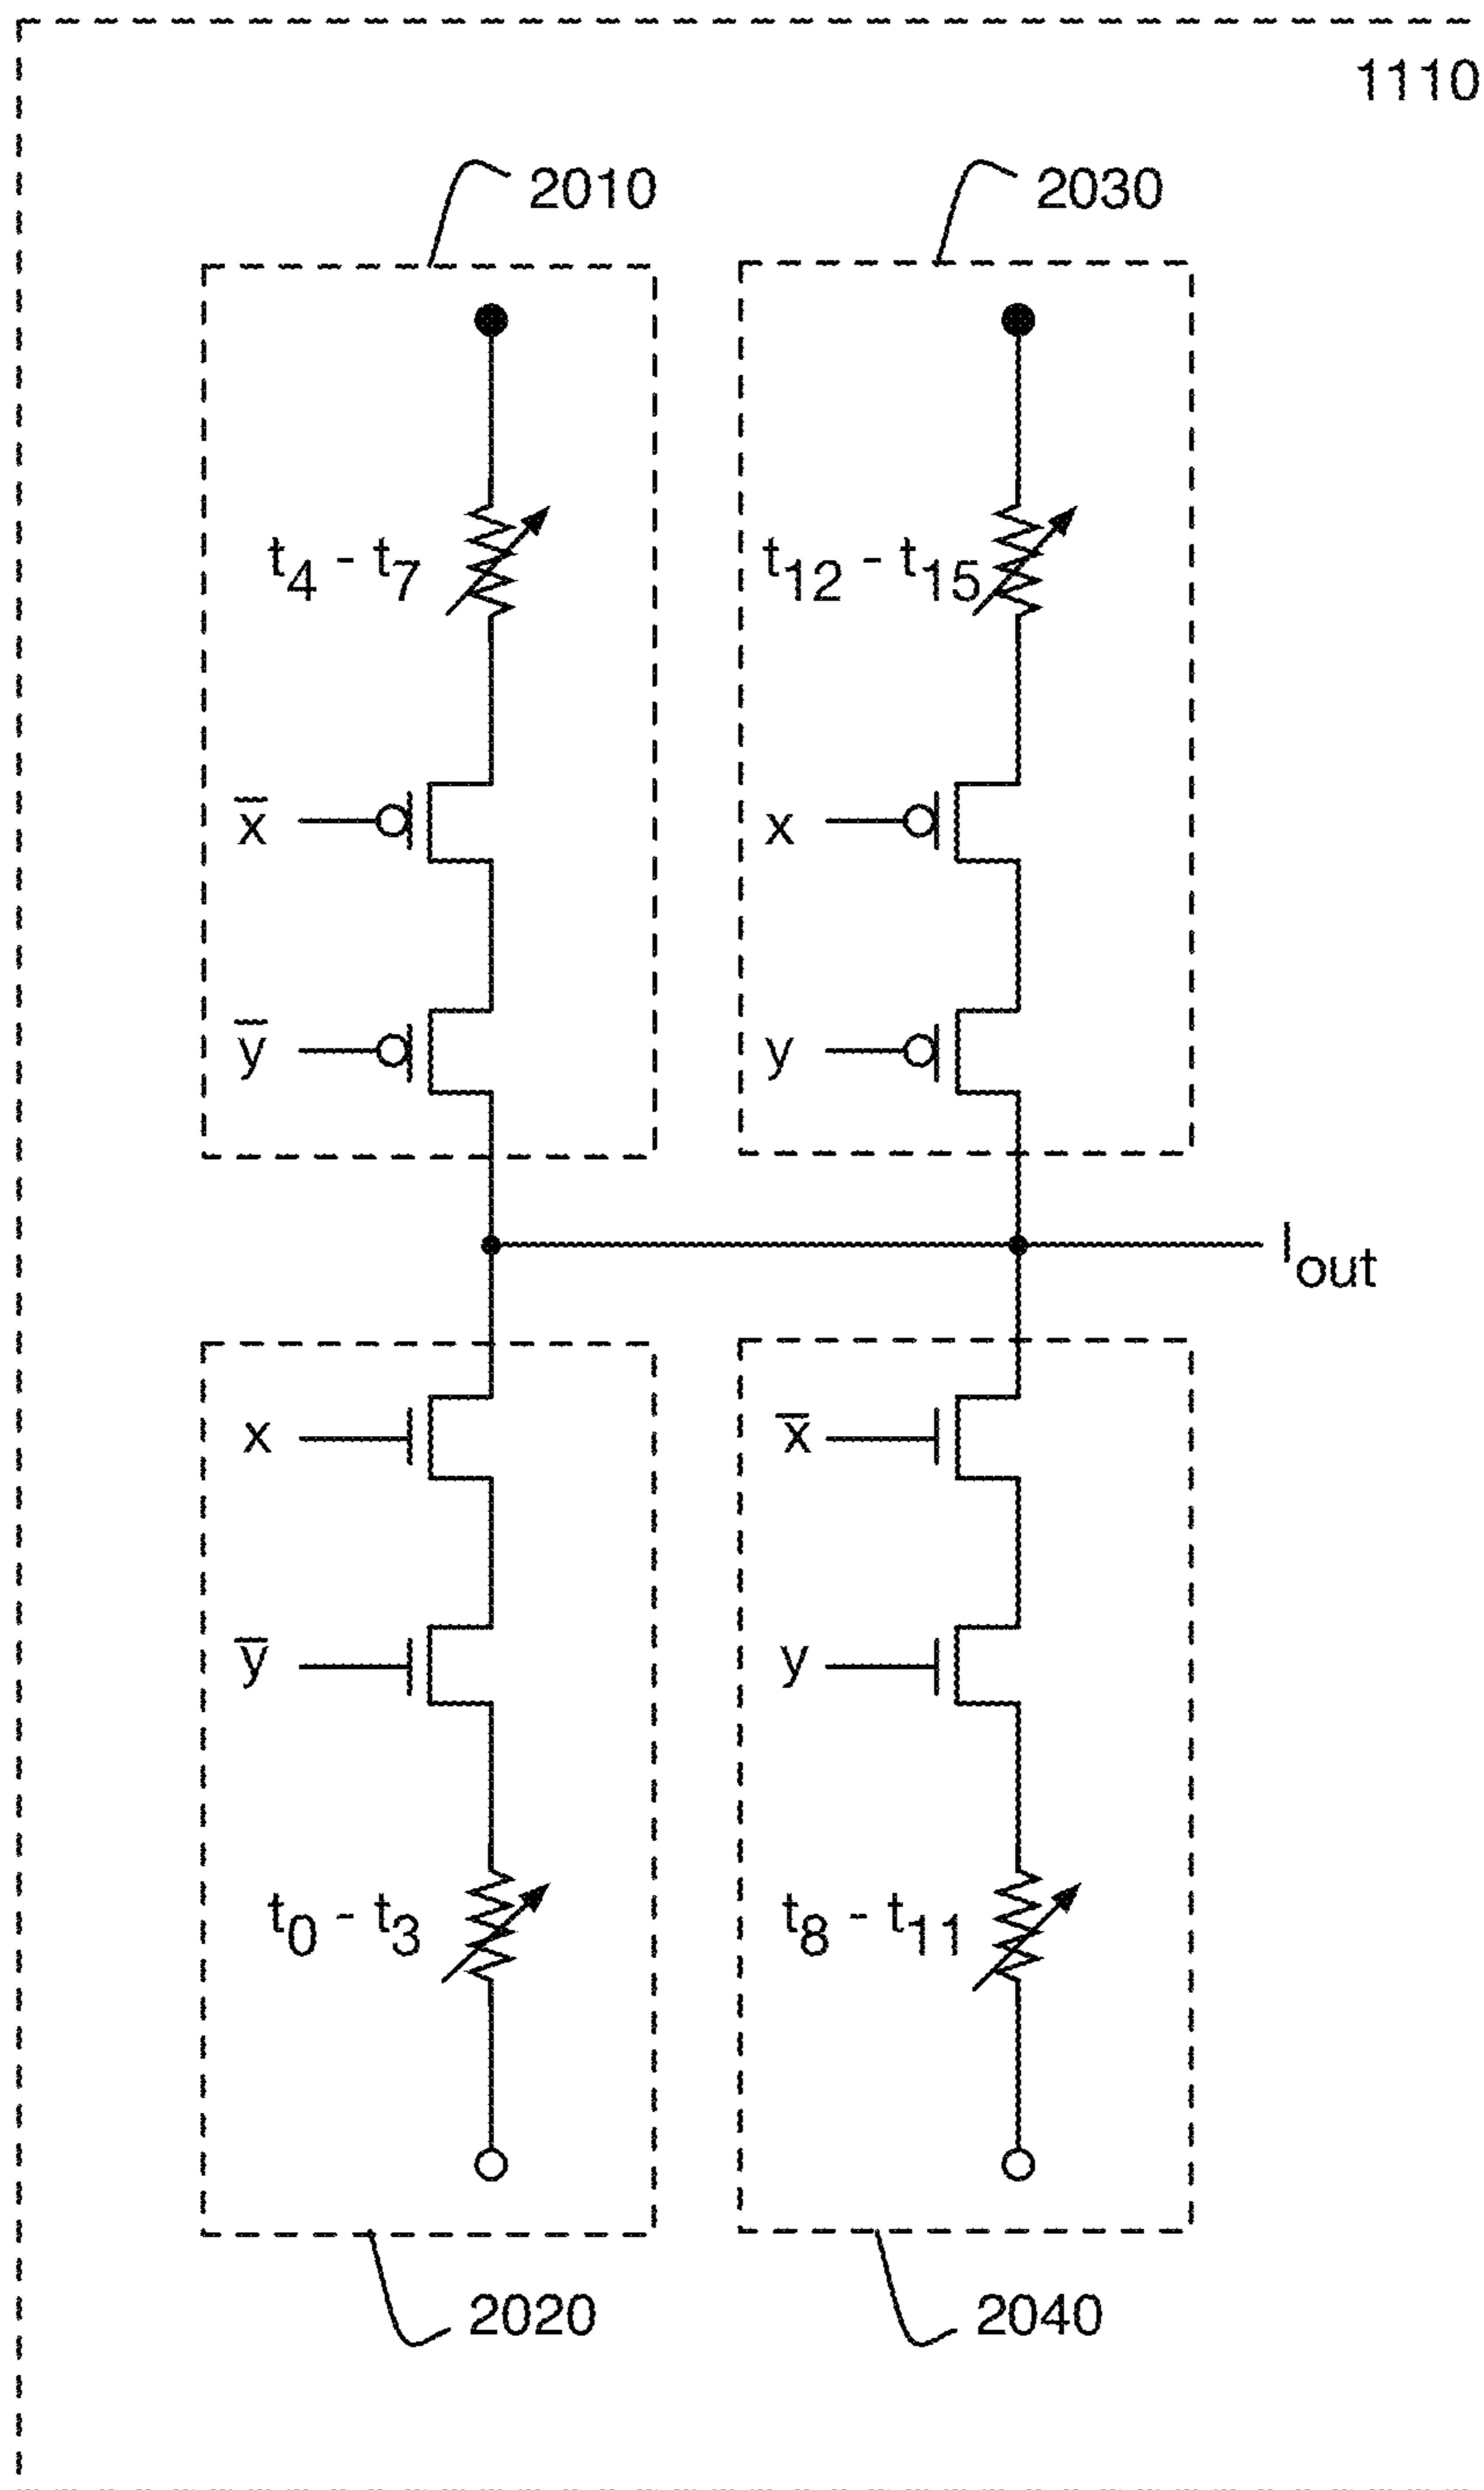 1110
2010
2030
t4 - t7
t12 - t15
x̅
x
y̅
y
Iout
x
x̅
y̅
y
t0 - t3
t8 - t11
2020
2040